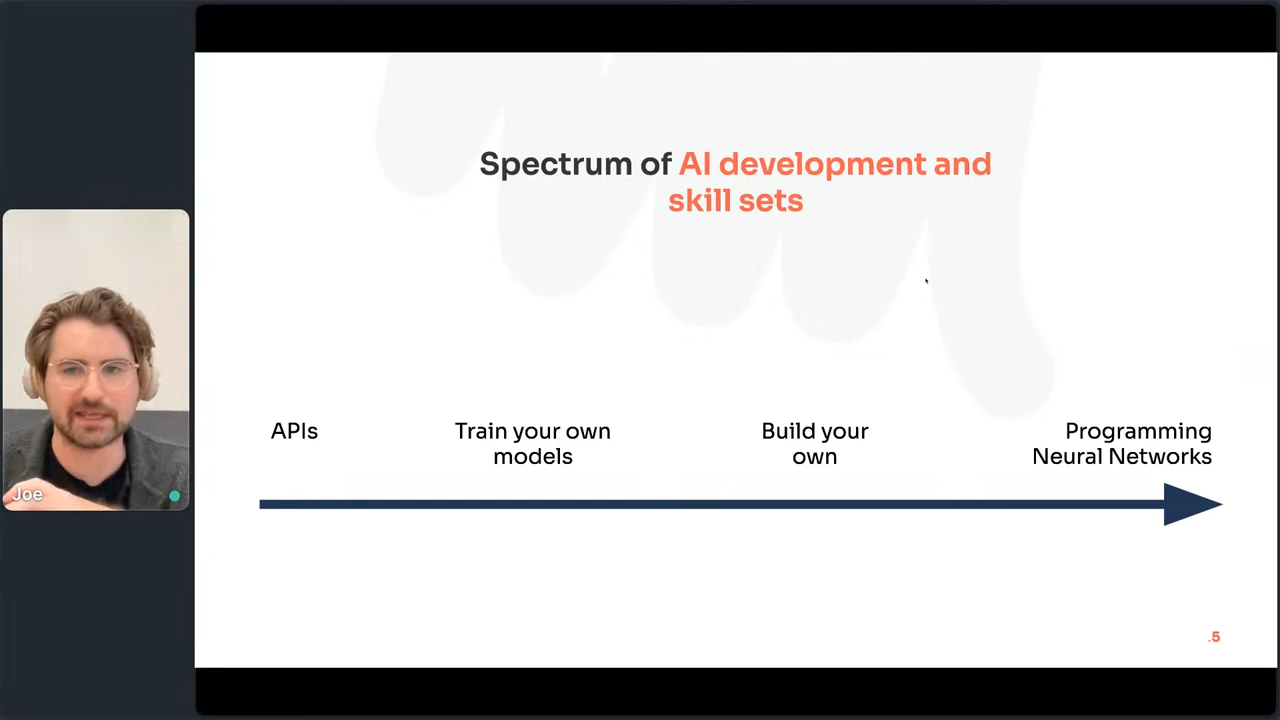 Spectrum of AI development and
skill sets
APIs
Train your own
models
Build your
own
Programming
Neural Networks
Joe
.5